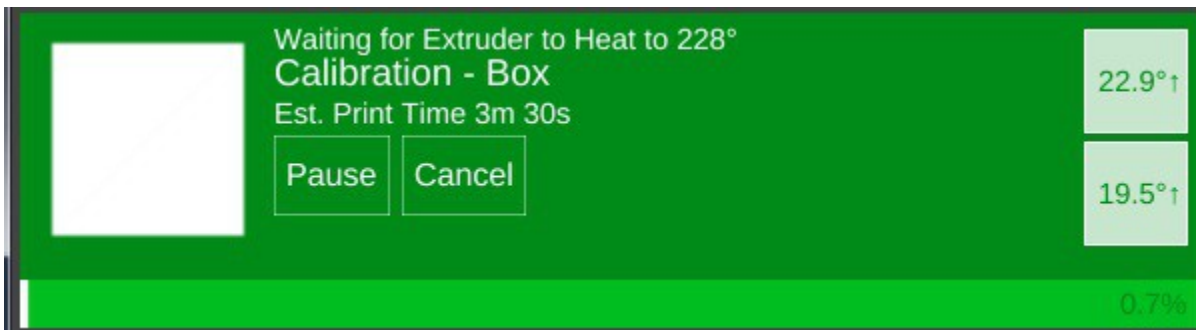 Waiting for Extruder to Heat to 228°
Calibration - Box
Est. Print Time 3m 30s
Pause Cancel
22.9°↑
19.5°↑
0.7%